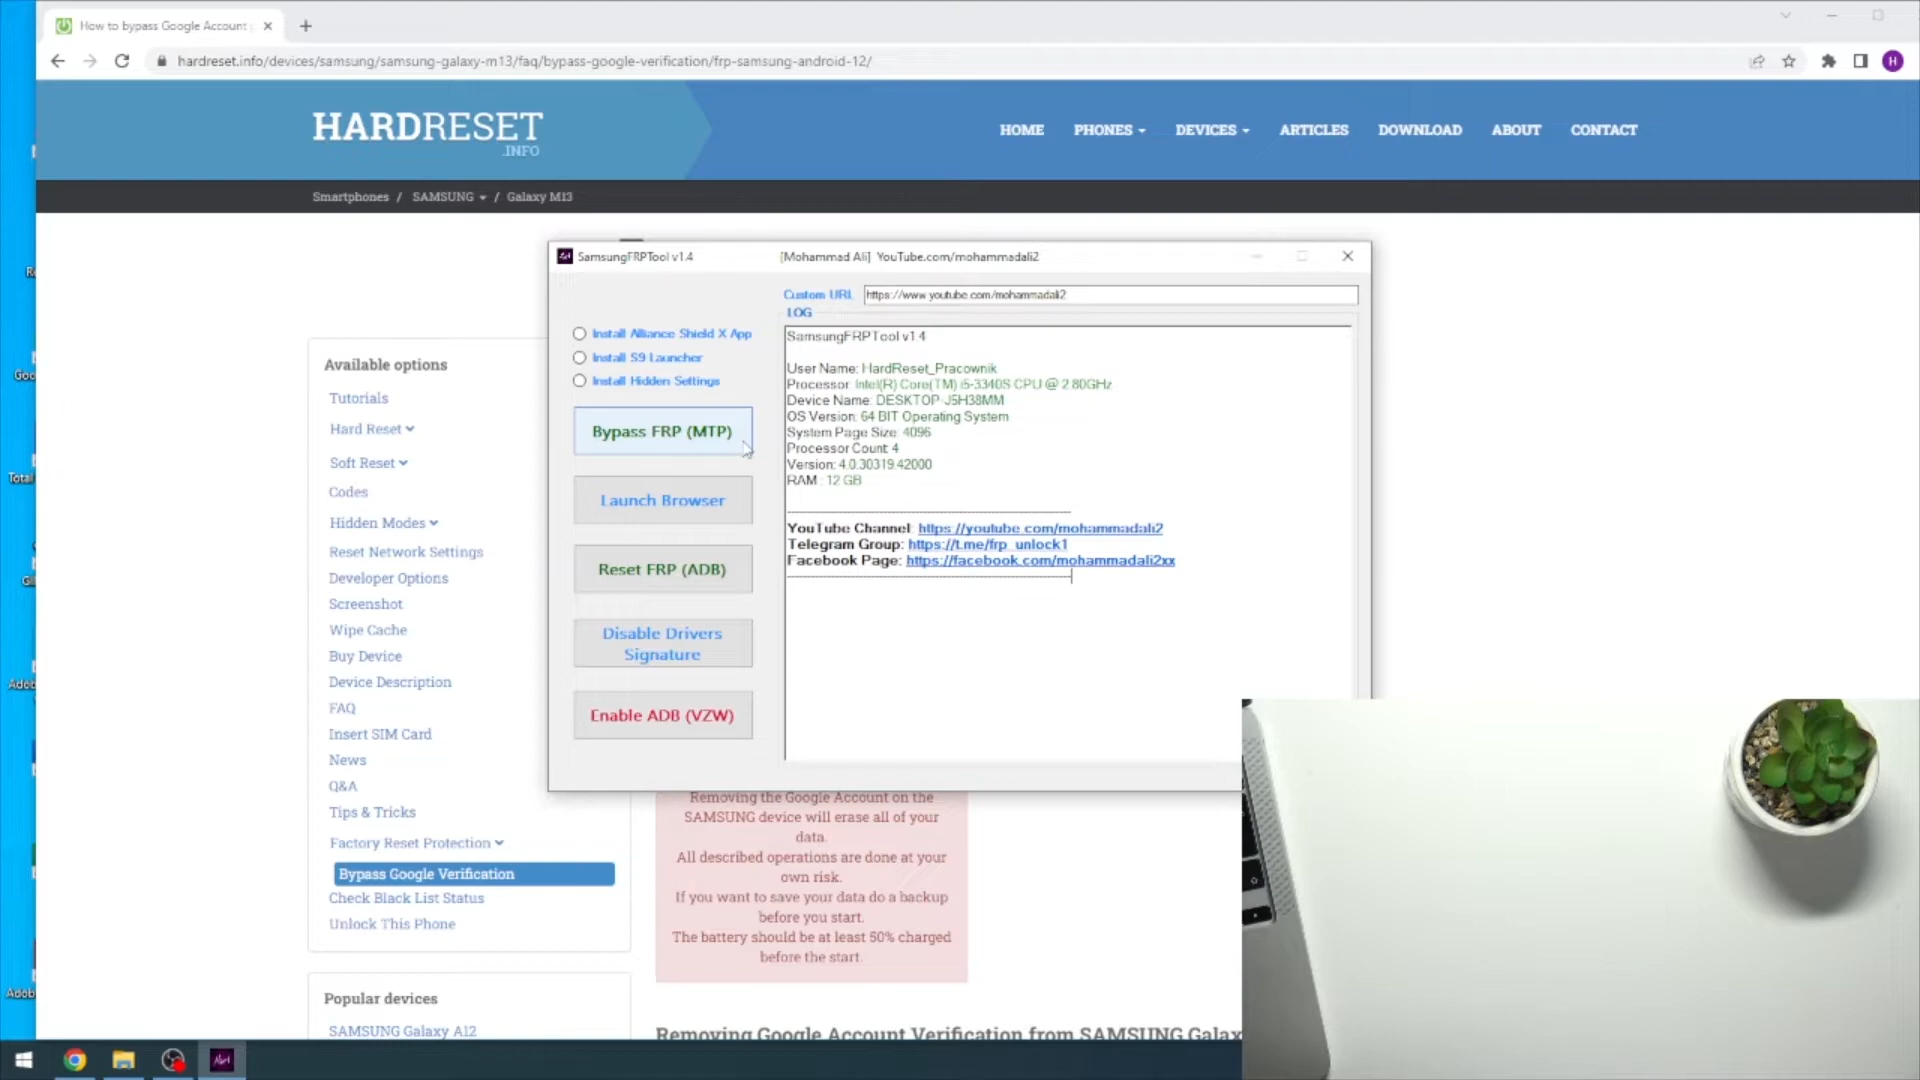 How to bypass Google Account
hardreset.info/devices/samsung/samsung-galaxy-m13/faq/bypass-google-verification/frp-samsung-android-12/
H
HARDRESET
.INFO
HOME PHONES DEVICES ARTICLES DOWNLOAD ABOUT CONTACT
Smartphones / SAMSUNG / Galaxy M13
SamsungFRPTool v1.4 [Mohammad Ali] YouTube.com/mohammadali2
Custom URL https://www.youtube.com/mohammadali2
LOG
Install Alliance Shield X App
Install S9 Launcher
Install Hidden Settings
Bypass FRP (MTP)
Launch Browser
Reset FRP (ADB)
Disable Drivers
Signature
Enable ADB (VZW)
SamsungFRPTool v1.4
User Name: HardReset_Pracownik
Processor: Intel(R) Core(TM) i5-3340S CPU @ 2.80GHz
Device Name: DESKTOP-J5H38MM
OS Version: 64 BIT Operating System
System Page Size: 4096
Processor Count: 4
Version: 4.0.30319.42000
RAM : 12 GB
YouTube Channel: https://youtube.com/mohammadali2
Telegram Group: https://t.me/frp_unlock1
Facebook Page: https://facebook.com/mohammadali2xx
Available options
Tutorials
Hard Reset
Soft Reset
Codes
Hidden Modes
Reset Network Settings
Developer Options
Screenshot
Wipe Cache
Buy Device
Device Description
FAQ
Insert SIM Card
News
Q&A
Tips & Tricks
Factory Reset Protection
Bypass Google Verification
Check Black List Status
Unlock This Phone
Popular devices
SAMSUNG Galaxy A12
Removing the Google Account on the
SAMSUNG device will erase all of your
data.
All described operations are done at your
own risk.
If you want to save your data do a backup
before you start.
The battery should be at least 50% charged
before the start.
Removing Google Account Verification from SAMSUNG Galax
Goo
Total
Adob